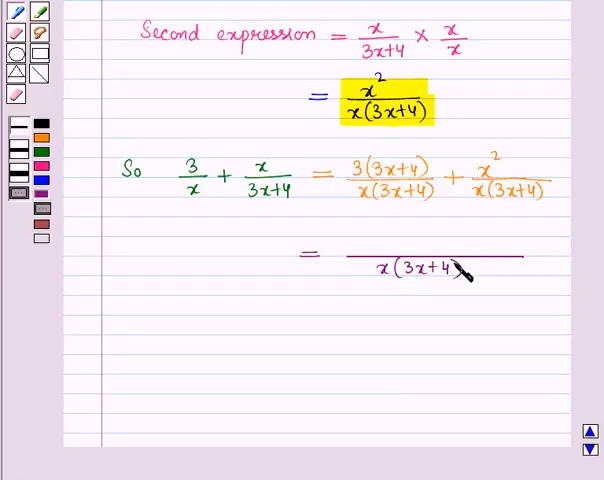 Second expression = x/(3x+4) × x/x
= x²/(x(3x+4))
So 3/x + x/(3x+4) = 3(3x+4)/(x(3x+4)) + x²/(x(3x+4))
= /(x(3x+4)